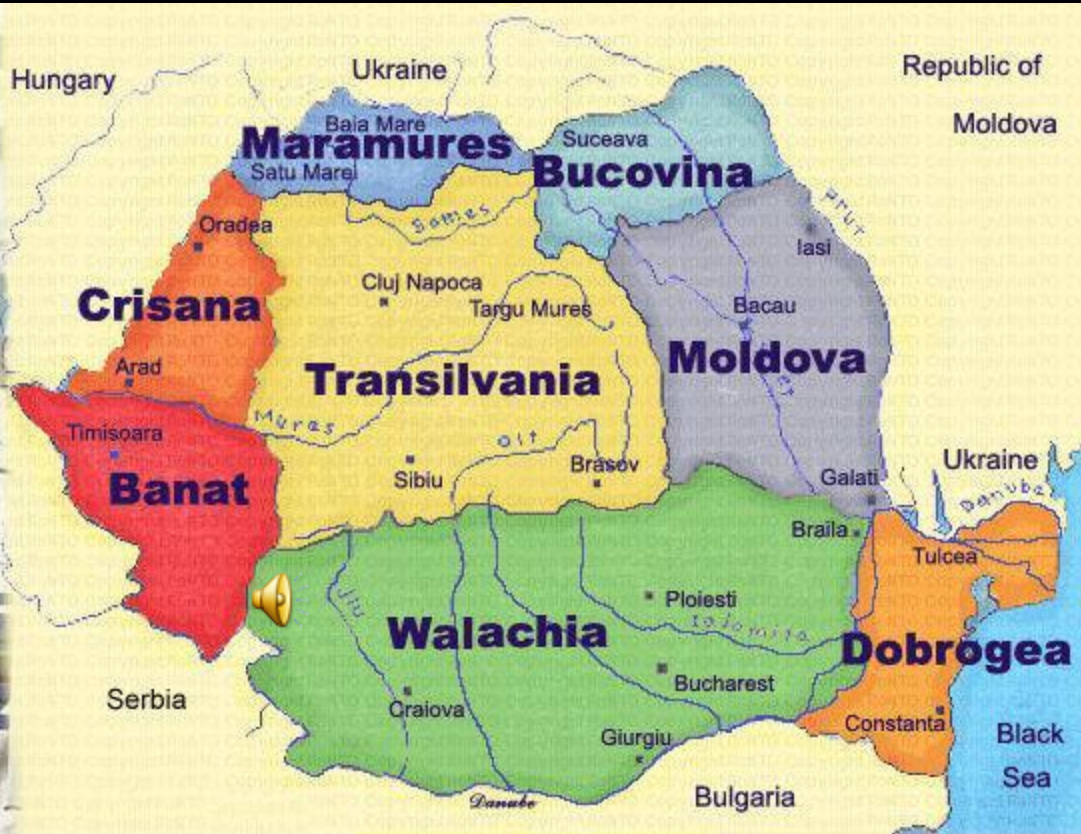 Hungary
Ukraine
Republic of
Moldova
Baia Mare
Maramures
Satu Marei
Suceava
Bucovina
Prut
Somes
Oradea
Iasi
Cluj Napoca
Targu Mures
Crisana
Bacau
Moldova
Arad
Transilvania
Mures
Timisoara
Olt
Banat
Sibiu
Brasov
Galati
Ukraine
Danube
Braila
Tulcea
Jiu
Ploiesti
Ialomita
Walachia
Dobrogea
Serbia
Bucharest
Craiova
Constanta
Giurgiu
Black
Sea
Danube
Bulgaria